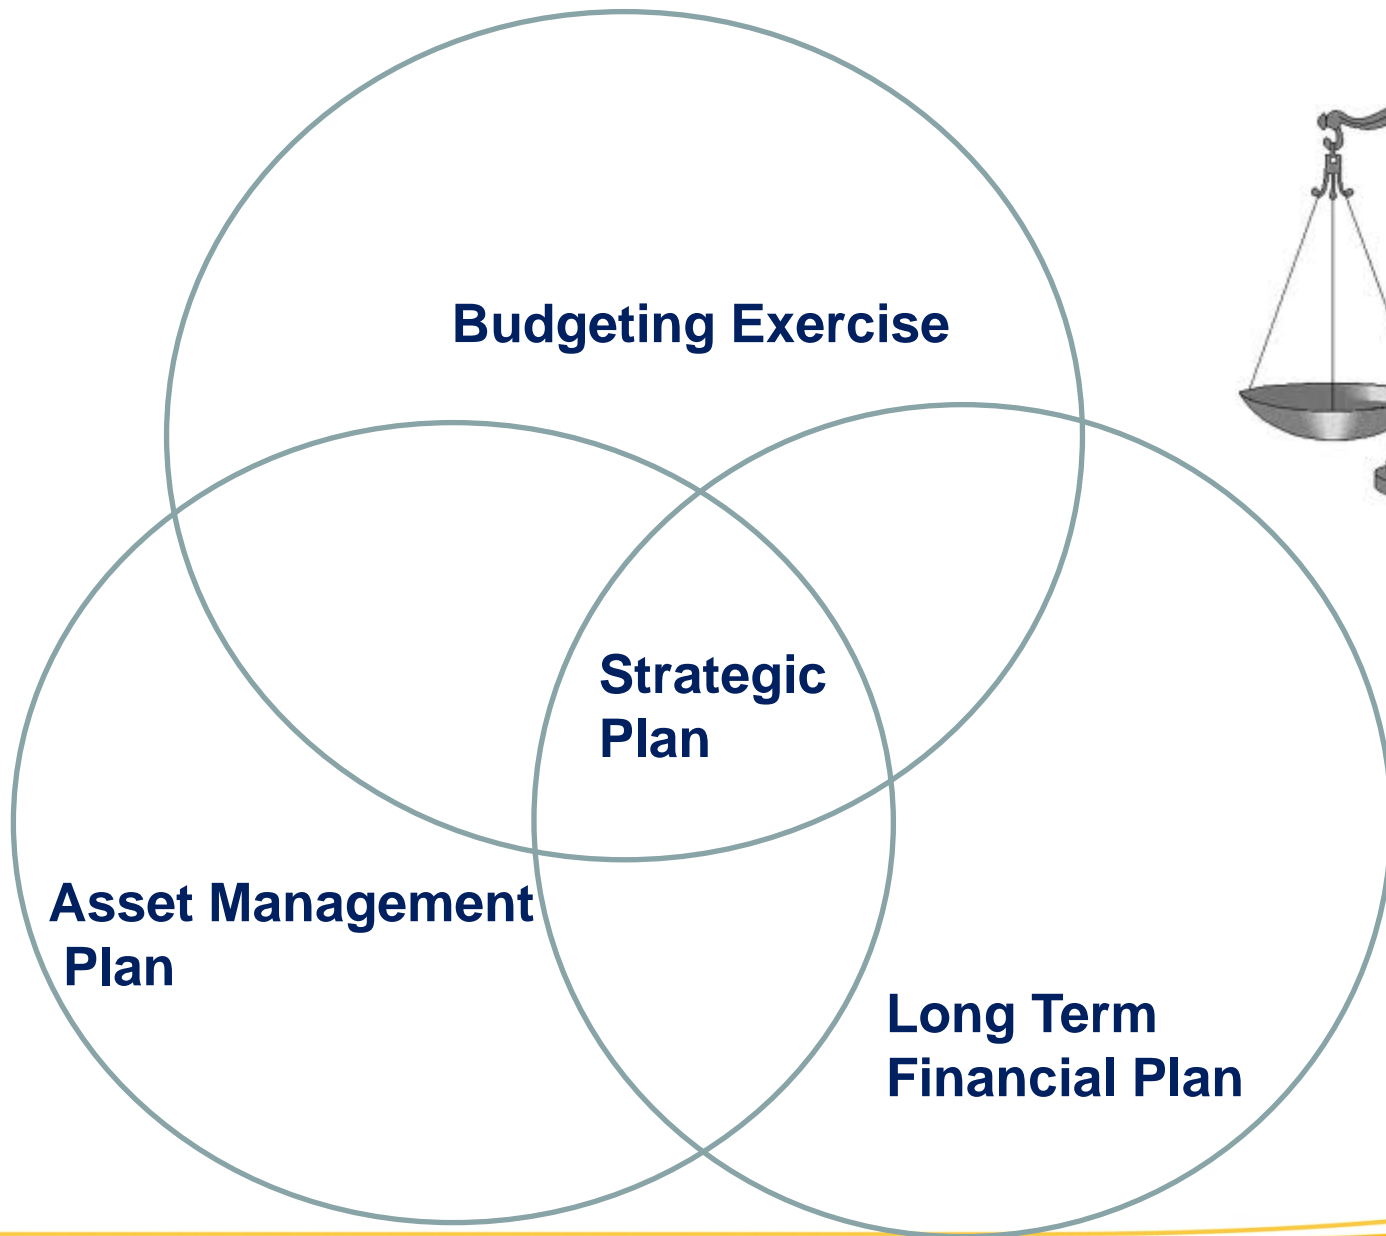 Budgeting Exercise
Strategic
Plan
Asset Management
Plan
Long Term
Financial Plan